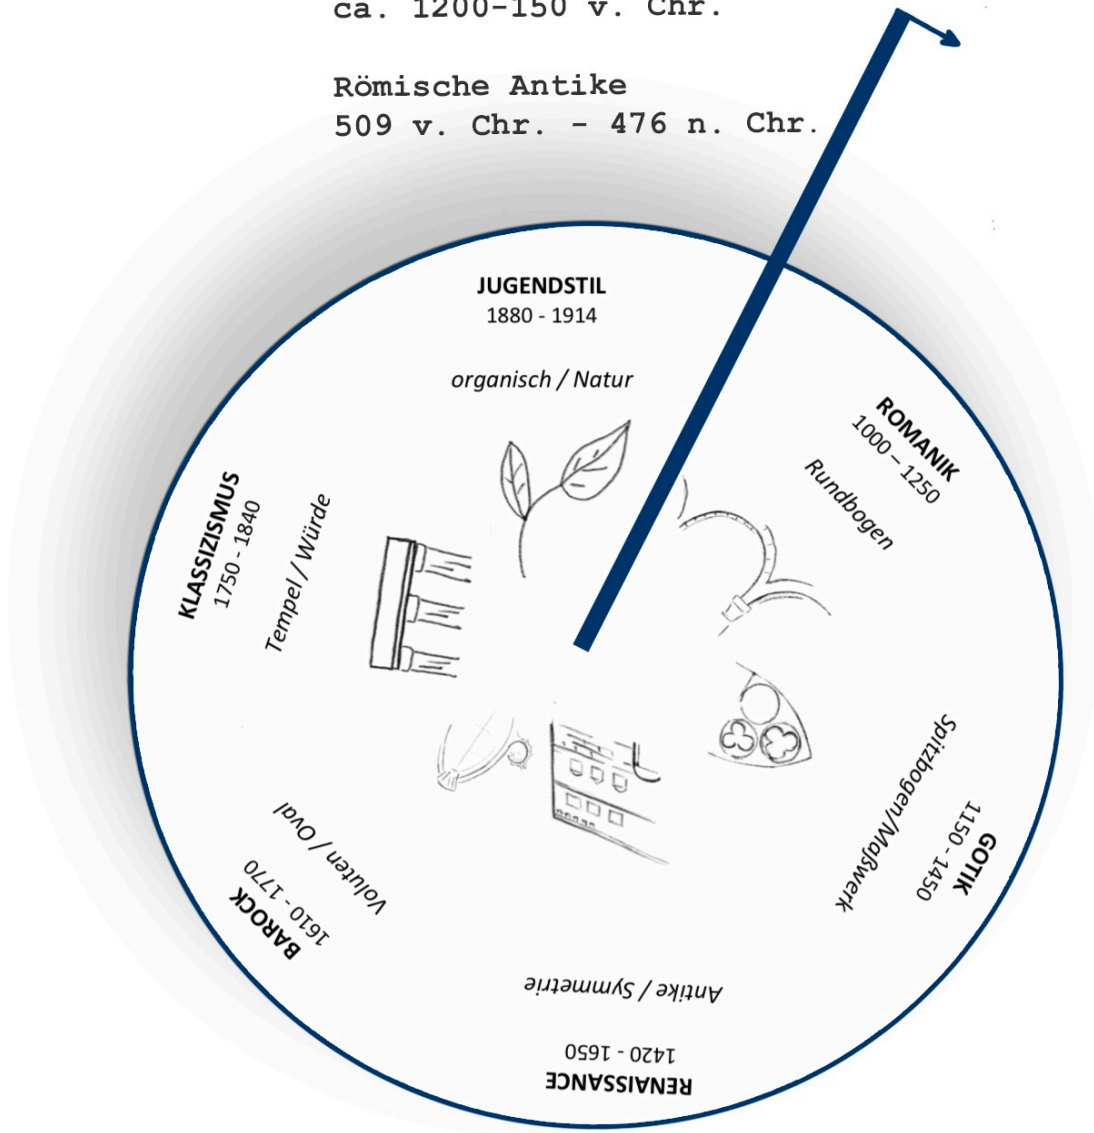 ca. 1200-150 v. Chr.
Römische Antike
509 v. Chr. - 476 n. Chr.
JUGENDSTIL
1880 - 1914
organisch / Natur
ROMANIK
1000 – 1250
Rundbogen
GOTIK
1150 - 1450
Spitzbogen/Maßwerk
RENAISSANCE
1420 - 1650
Antike / Symmetrie
BAROCK
1610 - 1770
Voluten / Oval
KLASSIZISMUS
1750 - 1840
Tempel / Würde